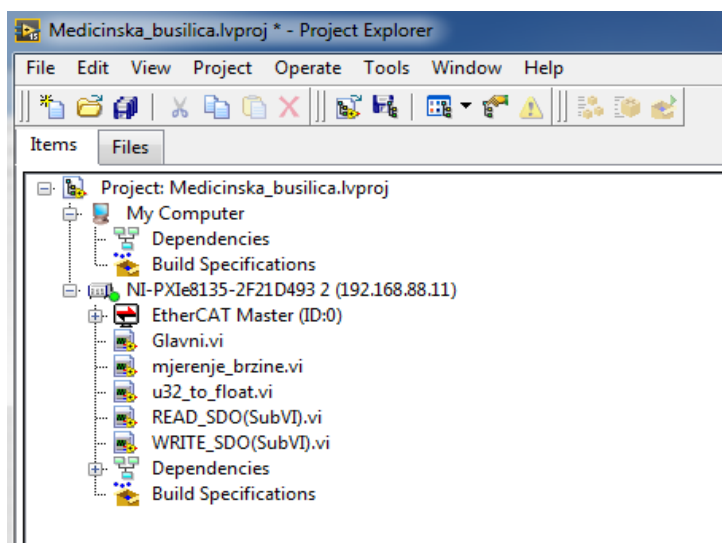 Medicinska_busilica.lvproj * - Project Explorer
File Edit View Project Operate Tools Window Help
Items Files
Project: Medicinska_busilica.lvproj
My Computer
Dependencies
Build Specifications
NI-PXIe8135-2F21D493 2 (192.168.88.11)
EtherCAT Master (ID:0)
Glavni.vi
mjerenje_brzine.vi
u32_to_float.vi
READ_SDO(SubVI).vi
WRITE_SDO(SubVI).vi
Dependencies
Build Specifications